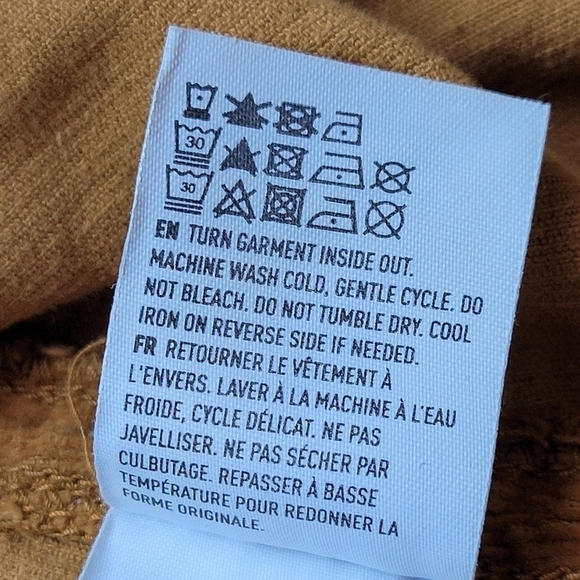 30
30
EN TURN GARMENT INSIDE OUT.
MACHINE WASH COLD, GENTLE CYCLE. DO
NOT BLEACH. DO NOT TUMBLE DRY. COOL
IRON ON REVERSE SIDE IF NEEDED.
FR RETOURNER LE VÊTEMENT À
L'ENVERS. LAVER À LA MACHINE À L'EAU
FROIDE, CYCLE DÉLICAT. NE PAS
JAVELLISER. NE PAS SÉCHER PAR
CULBUTAGE. REPASSER À BASSE
TEMPÉRATURE POUR REDONNER LA
FORME ORIGINALE.